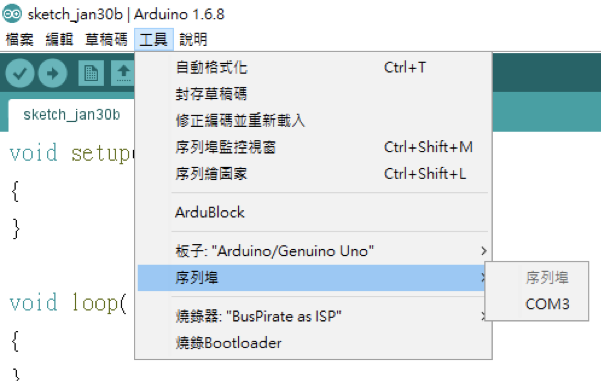 sketch_jan30b | Arduino 1.6.8
檔案 編輯 草稿碼 工具 說明
自動格式化 Ctrl+T
封存草稿碼
修正編碼並重新載入
序列埠監控視窗 Ctrl+Shift+M
序列繪圖家 Ctrl+Shift+L
ArduBlock
板子: "Arduino/Genuino Uno"
序列埠
燒錄器: "BusPirate as ISP"
燒錄Bootloader
序列埠
COM3
sketch_jan30b
void setup(
{
}
void loop(
{
}